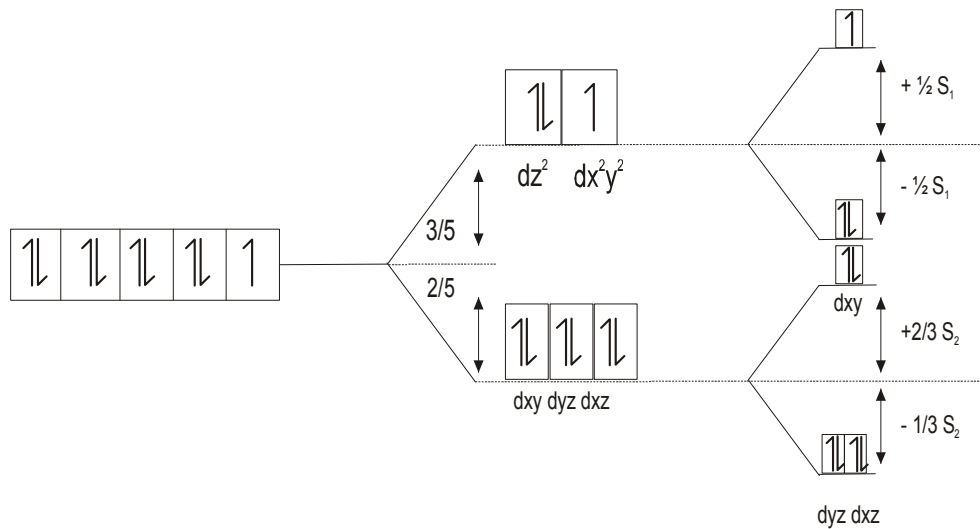 + ½ S₁
dz² dx²y²
- ½ S₁
3/5
2/5
dxy
+2/3 S₂
dxy dyz dxz
- 1/3 S₂
dyz dxz